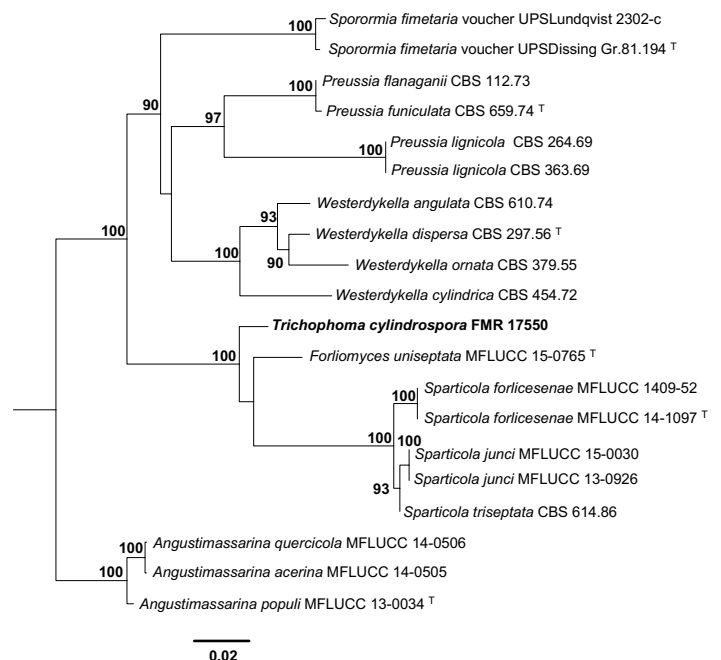 100
Sporormia fimetaria voucher UPSLundqvist 2302-c
Sporormia fimetaria voucher UPSDissing Gr.81.194 T
90
100
Preussia flanaganii CBS 112.73
Preussia funiculata CBS 659.74 T
97
100
Preussia lignicola CBS 264.69
Preussia lignicola CBS 363.69
Westerdykella angulata CBS 610.74
93
Westerdykella dispersa CBS 297.56 T
90
Westerdykella ornata CBS 379.55
100
Westerdykella cylindrica CBS 454.72
100
Trichophoma cylindrospora FMR 17550
100
Forliomyces uniseptata MFLUCC 15-0765 T
100
Sparticola forlicesenae MFLUCC 1409-52
Sparticola forlicesenae MFLUCC 14-1097 T
100
100
Sparticola junci MFLUCC 15-0030
Sparticola junci MFLUCC 13-0926
93
Sparticola triseptata CBS 614.86
100
Angustimassarina quercicola MFLUCC 14-0506
Angustimassarina acerina MFLUCC 14-0505
100
Angustimassarina populi MFLUCC 13-0034 T
0.02